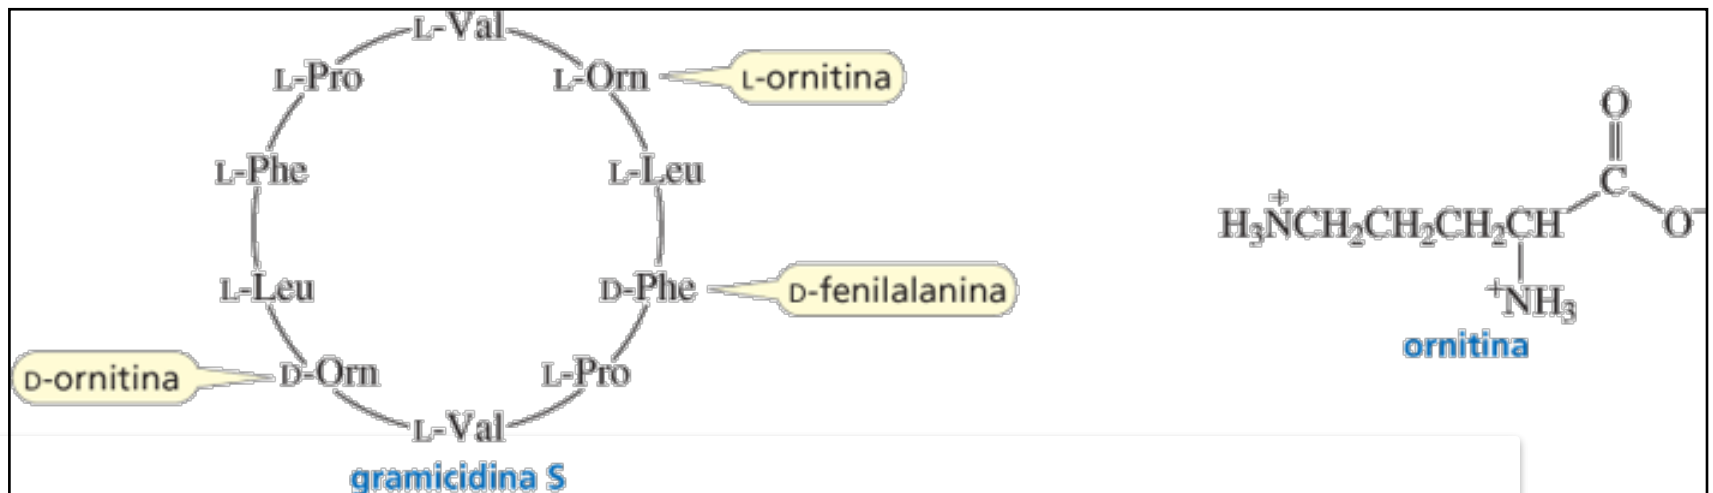 L-Val
L-Pro
L-Orn
L-ornitina
L-Phe
L-Leu
L-Leu
D-Phe
D-fenilalanina
D-ornitina
D-Orn
L-Pro
L-Val
gramicidina S
O
C
H₃N⁺CH₂CH₂CH₂CH
O⁻
⁺NH₃
ornitina